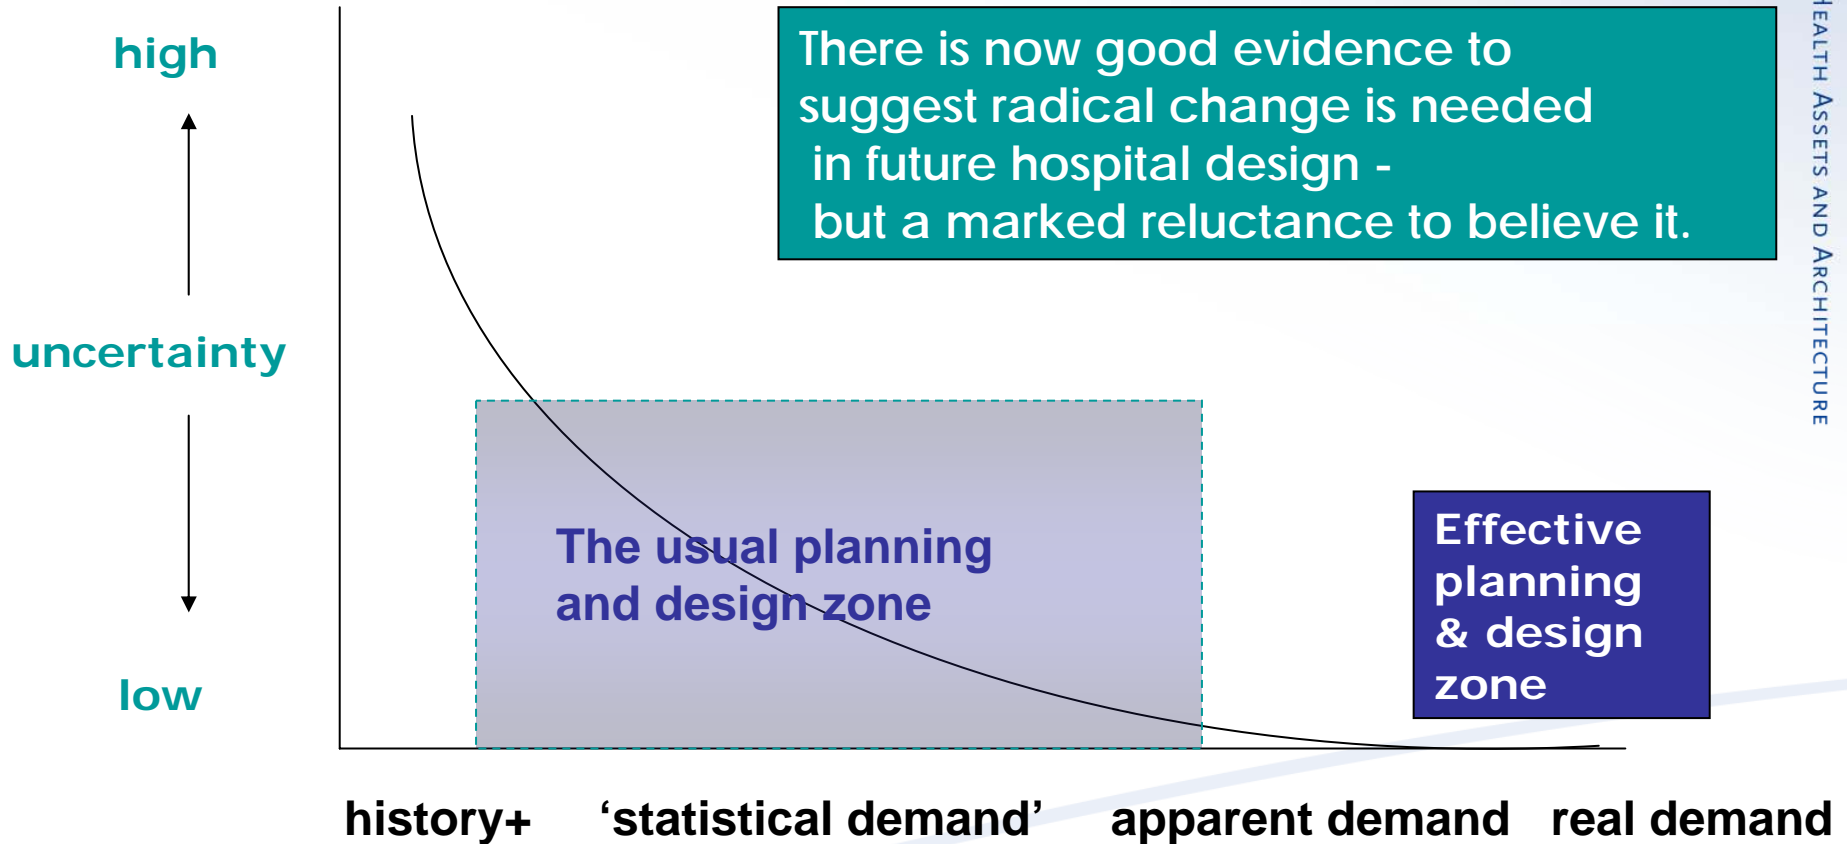 high
uncertainty
low
There is now good evidence to
suggest radical change is needed
in future hospital design -
but a marked reluctance to believe it.
The usual planning
and design zone
Effective
planning
& design
zone
history+ ‘statistical demand’ apparent demand real demand
HEALTH ASSETS AND ARCHITECTURE